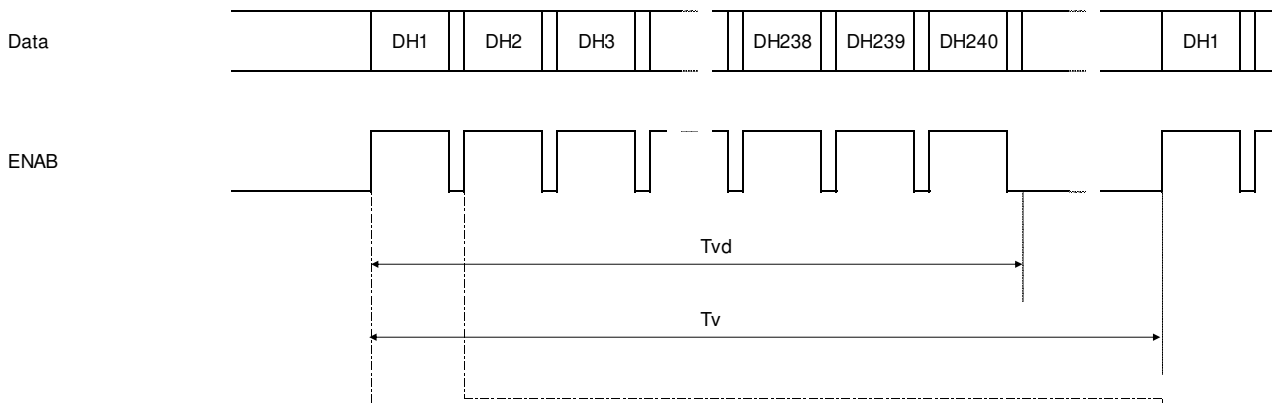 Data DH1 DH2 DH3 DH238 DH239 DH240 DH1
ENAB
Tvd
Tv